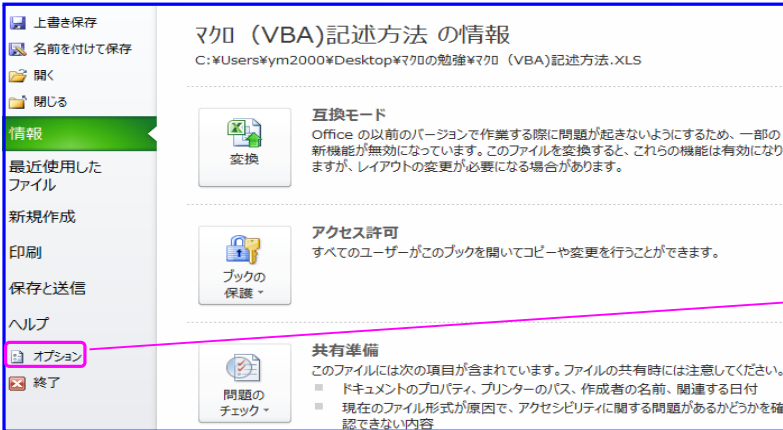 上書き保存
名前を付けて保存
開く
閉じる
情報
最近使用した
ファイル
新規作成
印刷
保存と送信
ヘルプ
オプション
終了
ﾏｸﾛ（VBA)記述方法 の情報
C:¥Users¥ym2000¥Desktop¥ﾏｸﾛの勉強¥ﾏｸﾛ（VBA)記述方法.XLS
変換
互換モード
Office の以前のバージョンで作業する際に問題が起きないようにするため、一部の
新機能が無効になっています。このファイルを変換すると、これらの機能は有効になり
ますが、レイアウトの変更が必要になる場合があります。
ブックの
保護
アクセス許可
すべてのユーザーがこのブックを開いてコピーや変更を行うことができます。
問題の
チェック
共有準備
このファイルには次の項目が含まれています。ファイルの共有時には注意してください。
ドキュメントのプロパティ、プリンターのパス、作成者の名前、関連する日付
現在のファイル形式が原因で、アクセシビリティに関する問題があるかどうかを確
認できない内容